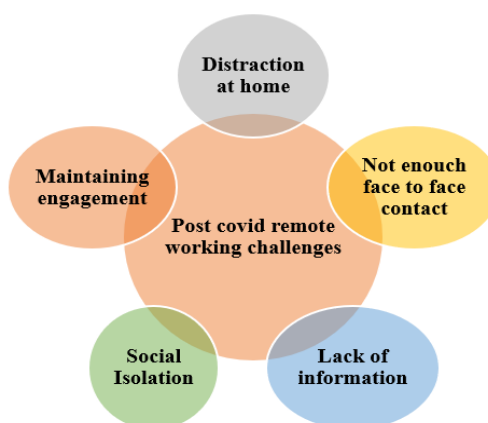 Distraction
at home
Maintaining
engagement
Not enouch
face to face
contact
Post covid remote
working challenges
Social
Isolation
Lack of
information